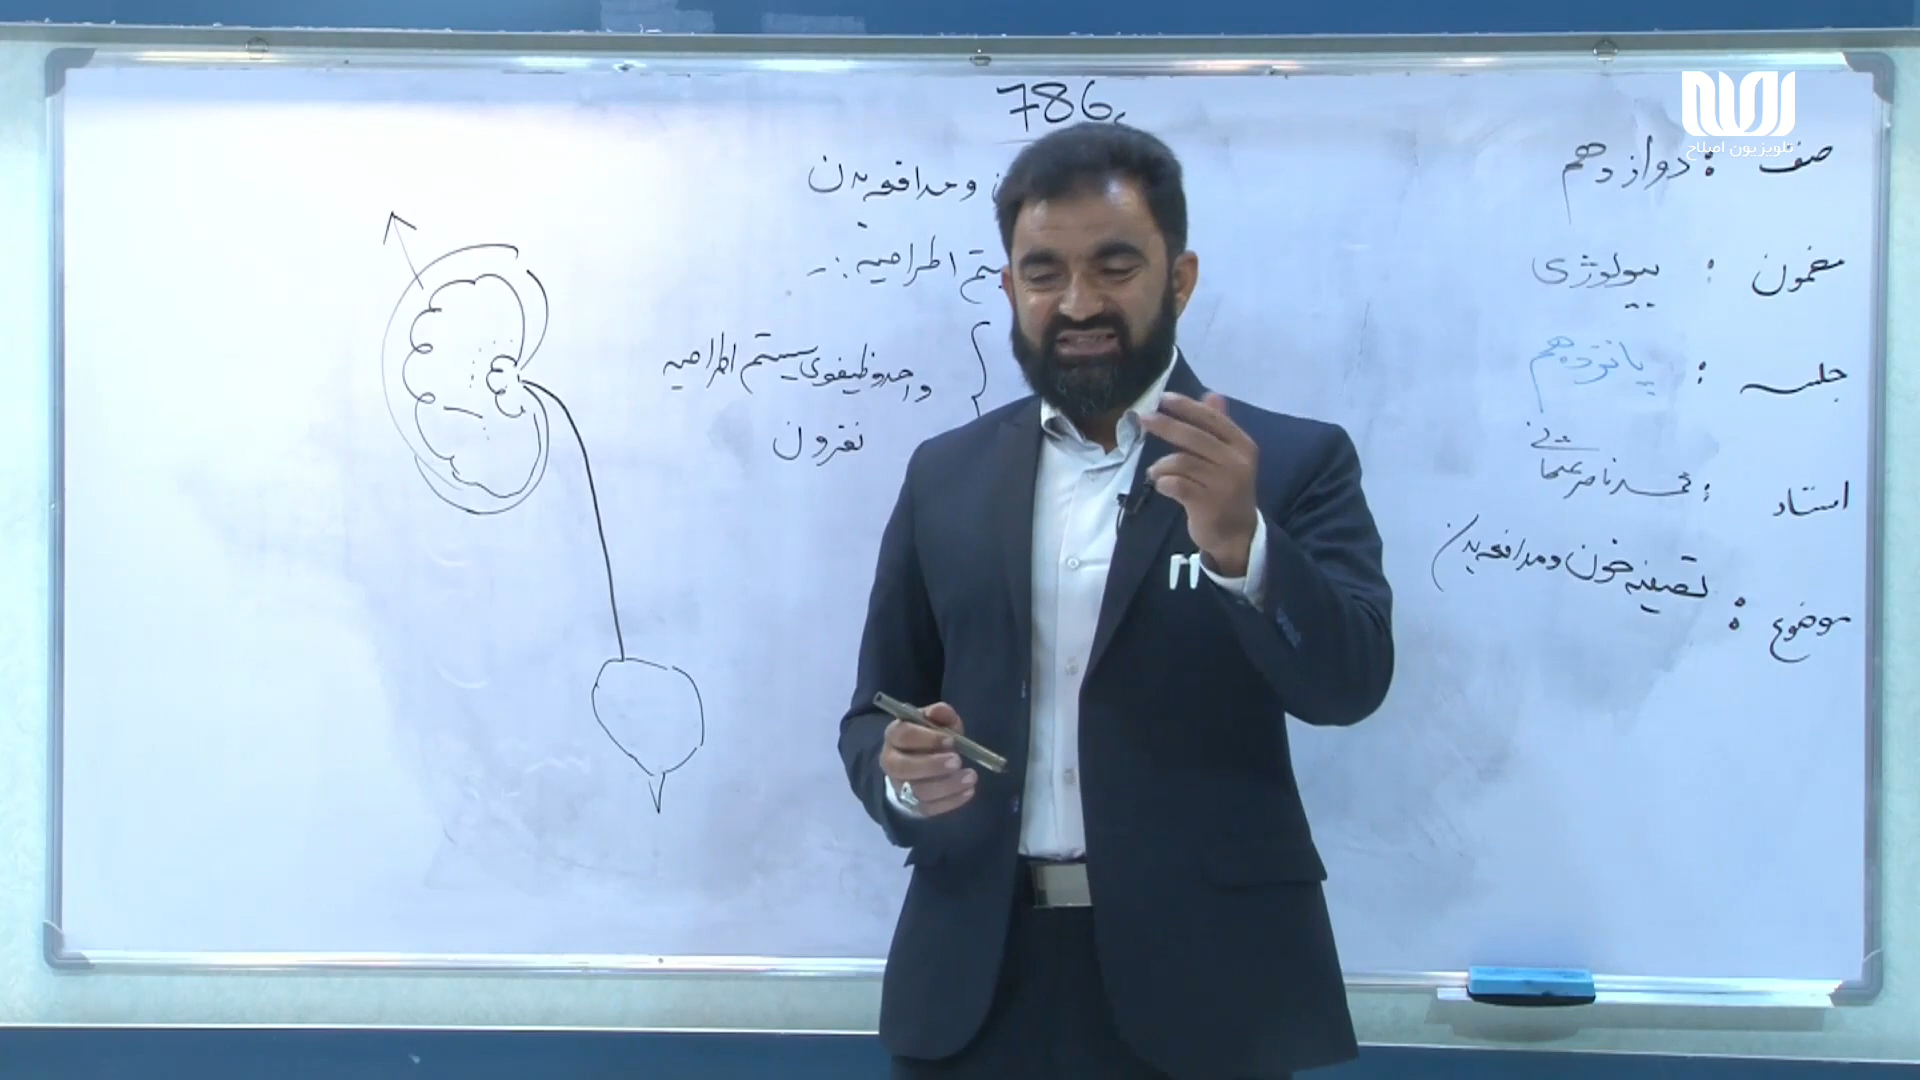 786
صنف : دوازدهم
مضمون : بیولوژی
جلسه : پانزدهم
استاد : محمد ناصر عثمانی
موضوع : تصفیه خون و مدافعه بدن
و مدافعه بدن
اطراحیه :-
واحد وظیفوی سیستم اطراحیه
نفرون
تلویزیون اصلاح